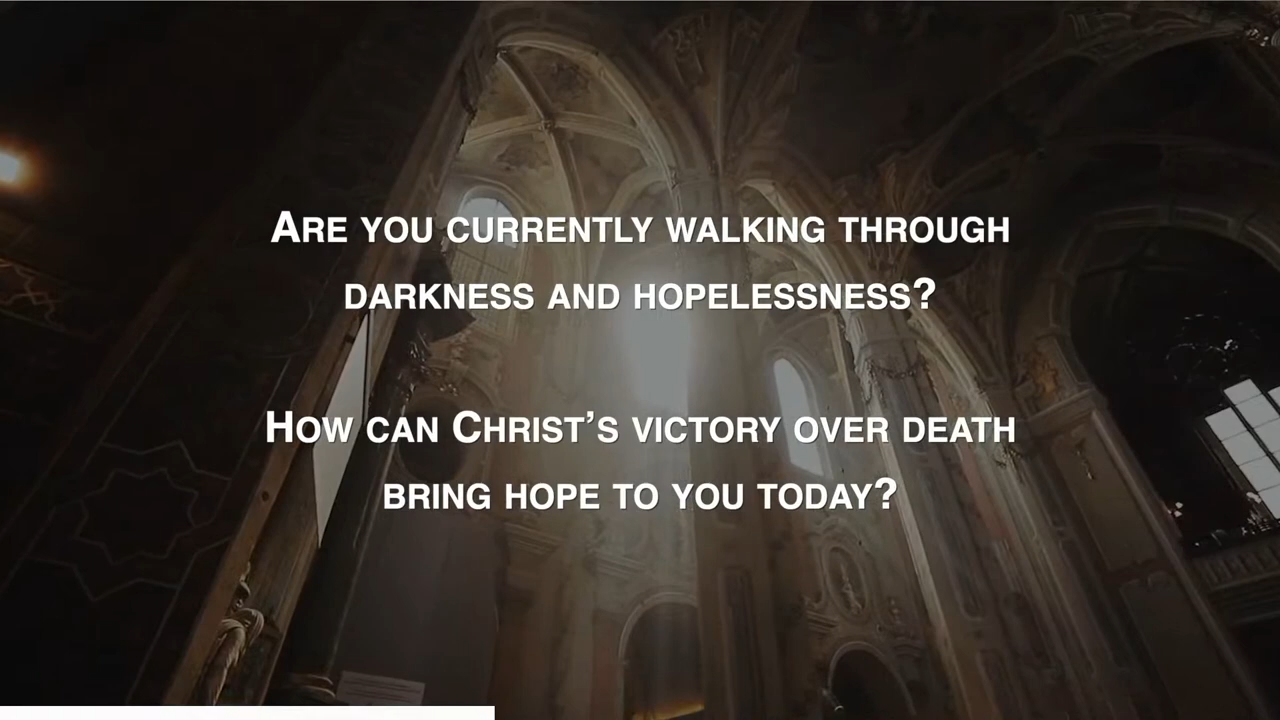 Are you currently walking through
darkness and hopelessness?
How can Christ’s victory over death
bring hope to you today?